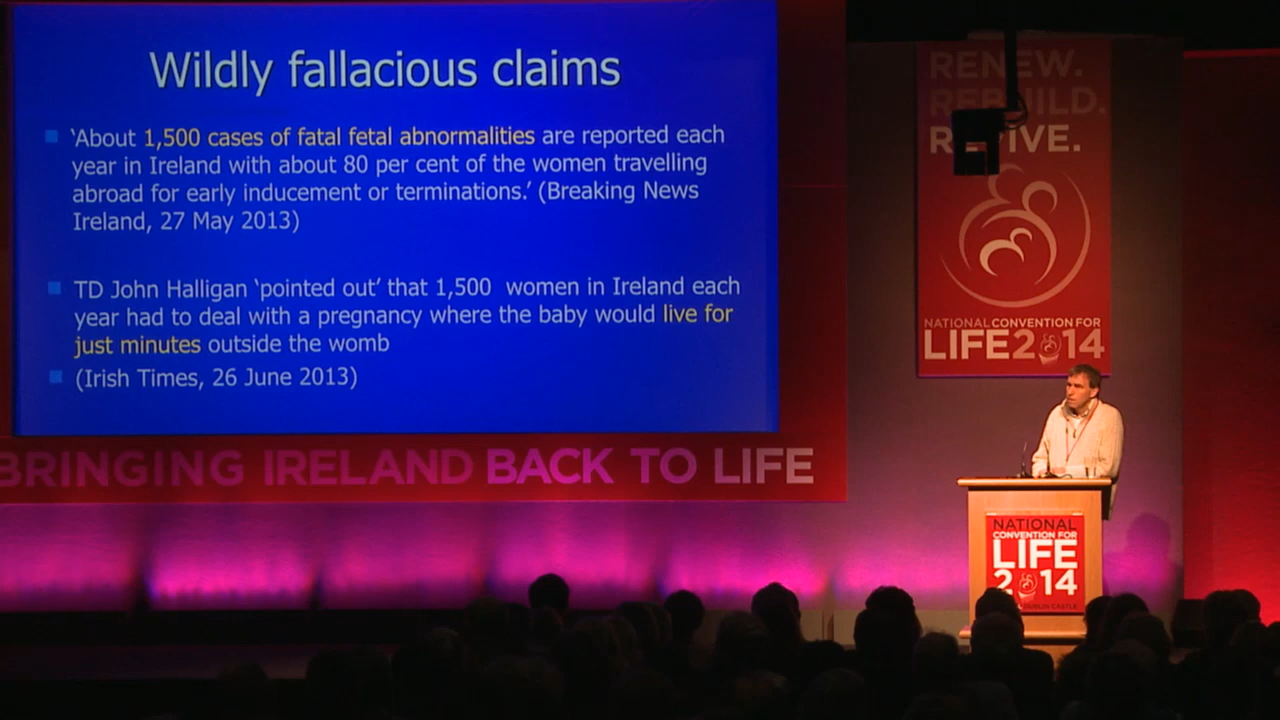 Wildly fallacious claims
‘About 1,500 cases of fatal fetal abnormalities are reported each
year in Ireland with about 80 per cent of the women travelling
abroad for early inducement or terminations.’ (Breaking News
Ireland, 27 May 2013)
TD John Halligan ‘pointed out’ that 1,500 women in Ireland each
year had to deal with a pregnancy where the baby would live for
just minutes outside the womb
(Irish Times, 26 June 2013)
BRINGING IRELAND BACK TO LIFE
RENEW.
REBUILD.
REVIVE.
NATIONAL CONVENTION FOR
LIFE2014
NATIONAL
CONVENTION FOR
LIFE
2014
DUBLIN CASTLE